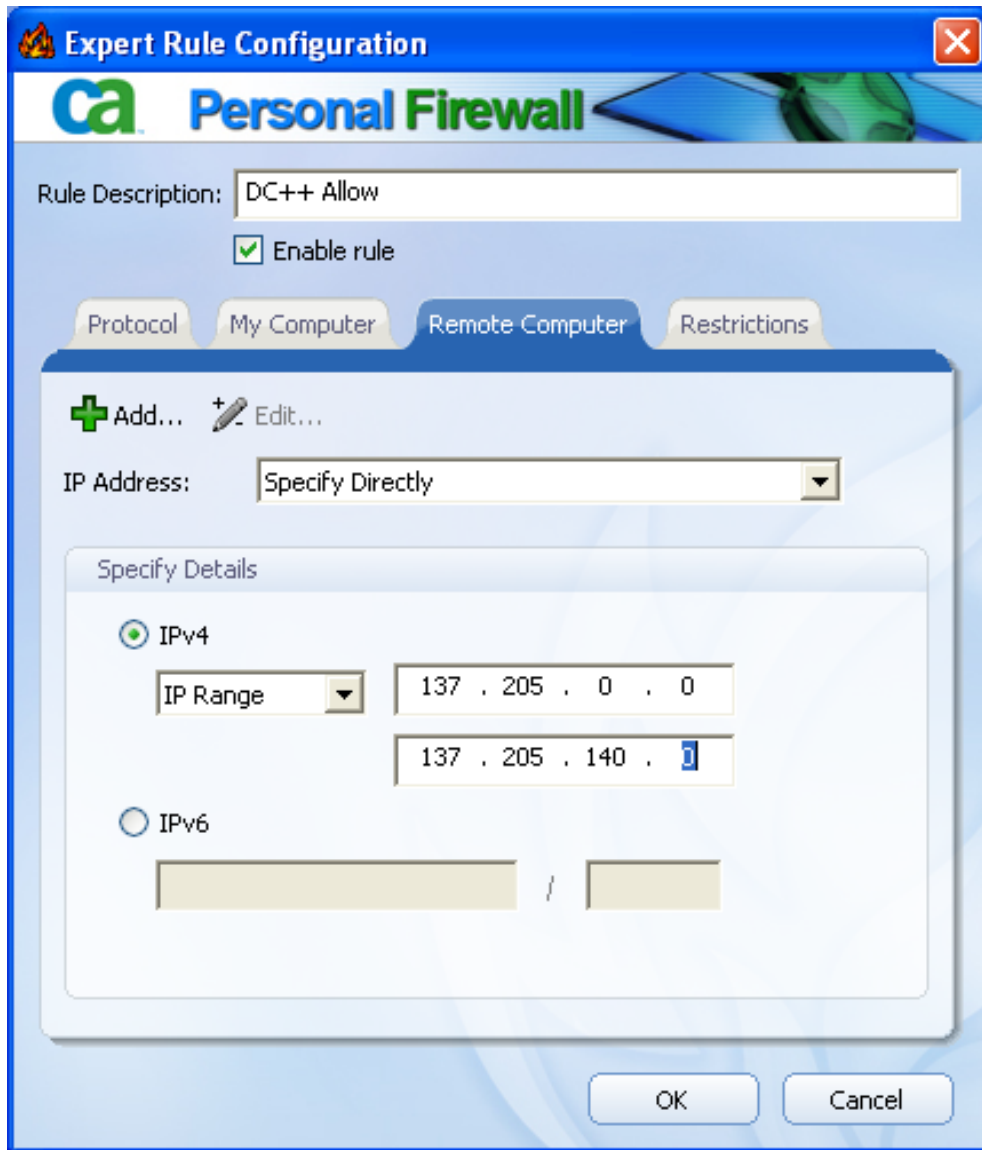 Expert Rule Configuration
ca Personal Firewall
Rule Description: DC++ Allow
Enable rule
Protocol My Computer Remote Computer Restrictions
Add... Edit...
IP Address: Specify Directly
Specify Details
IPv4
IP Range 137 . 205 . 0 . 0
137 . 205 . 140 . 0
IPv6
/
OK Cancel